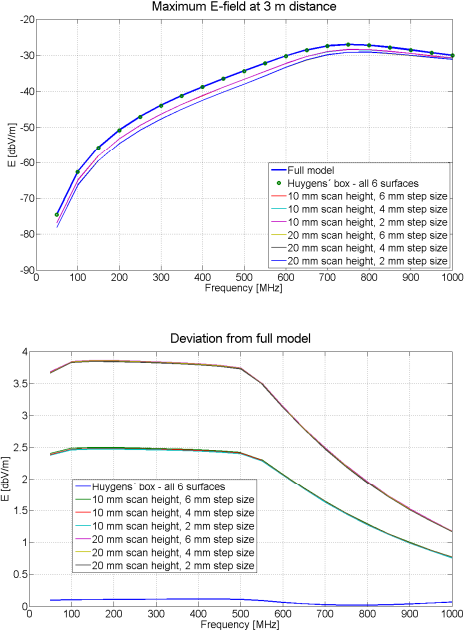 Maximum E-field at 3 m distance
-20
-30
-40
-50
-60
-70
-80
-90
E [dbV/m]
Full model
Huygens´ box - all 6 surfaces
10 mm scan height, 6 mm step size
10 mm scan height, 4 mm step size
10 mm scan height, 2 mm step size
20 mm scan height, 6 mm step size
20 mm scan height, 4 mm step size
20 mm scan height, 2 mm step size
0 100 200 300 400 500 600 700 800 900 1000
Frequency [MHz]
Deviation from full model
4
3.5
3
2.5
2
1.5
1
0.5
0
E [dbV/m]
Huygens´ box - all 6 surfaces
10 mm scan height, 6 mm step size
10 mm scan height, 4 mm step size
10 mm scan height, 2 mm step size
20 mm scan height, 6 mm step size
20 mm scan height, 4 mm step size
20 mm scan height, 2 mm step size
0 100 200 300 400 500 600 700 800 900 1000
Frequency [MHz]